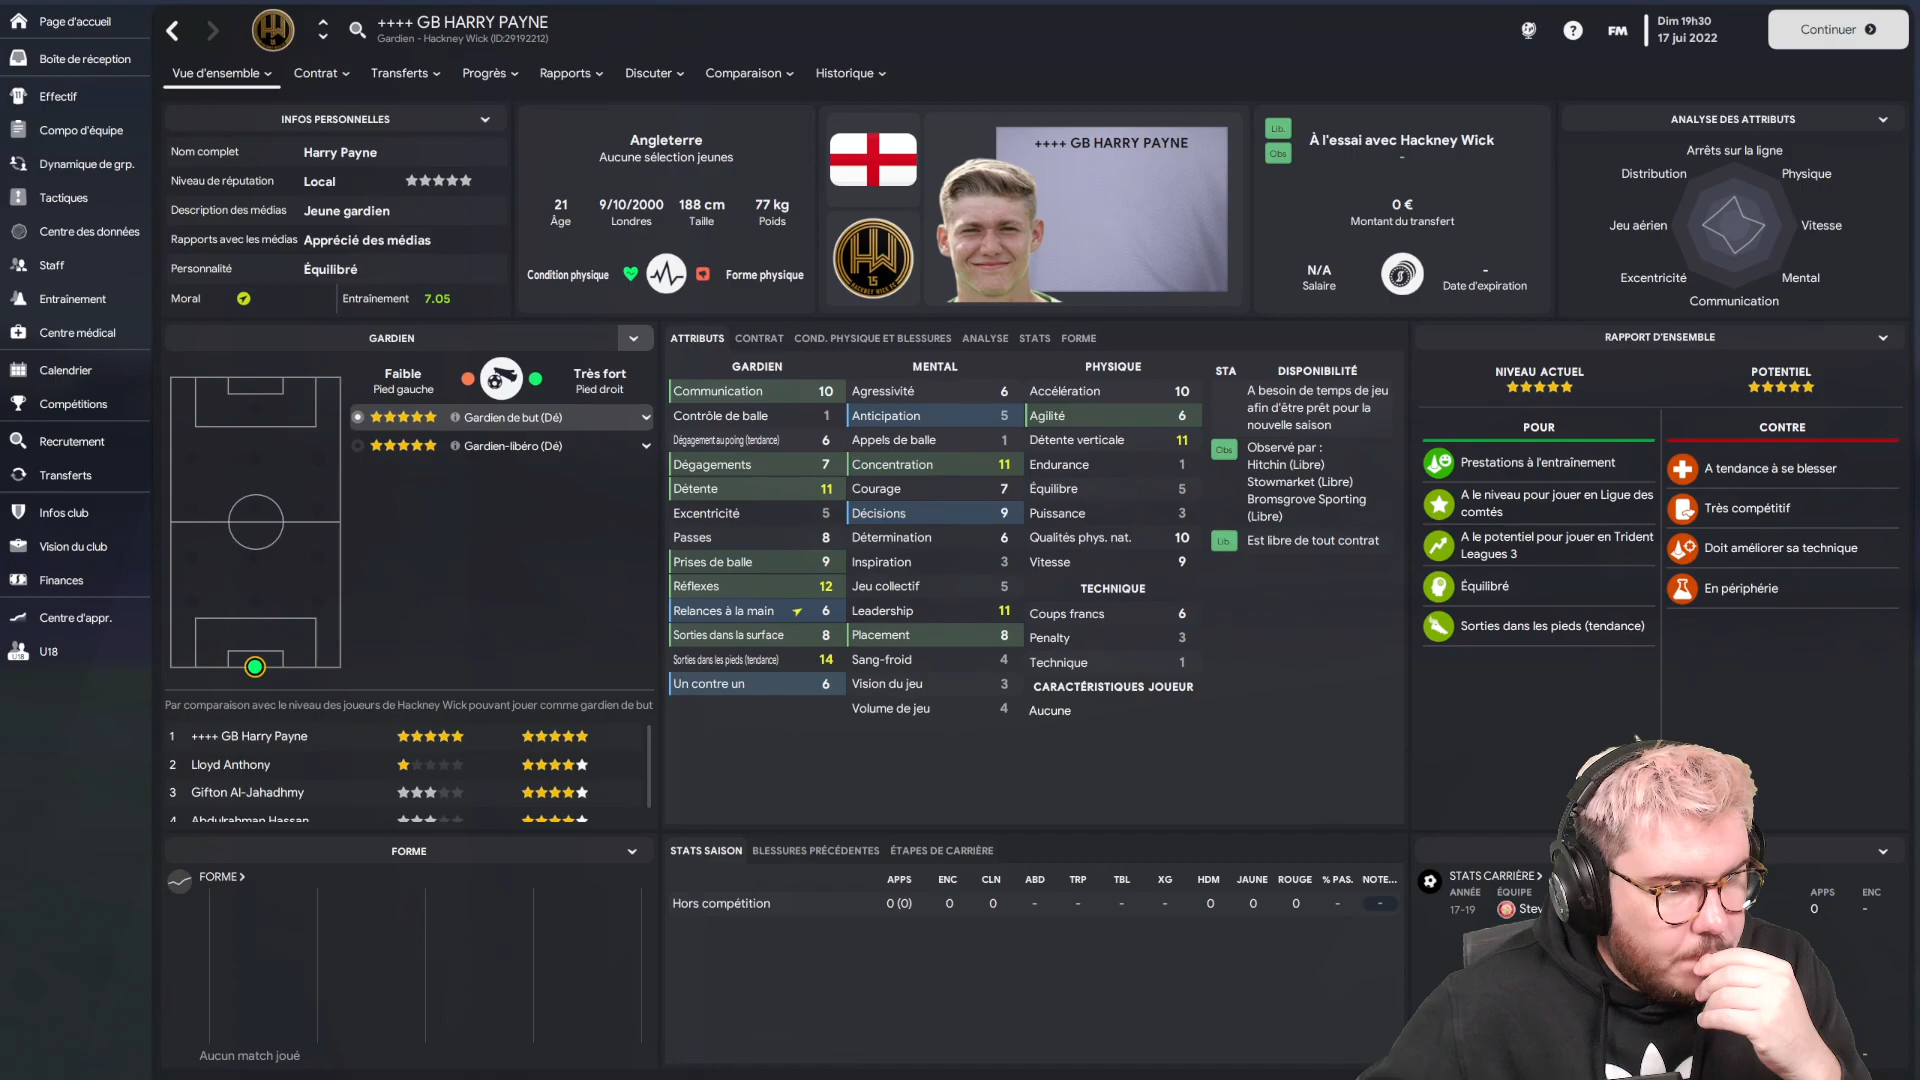 Page d'accueil
Boîte de réception
Effectif
Compo d'équipe
Dynamique de grp.
Tactiques
Centre des données
Staff
Entraînement
Centre médical
Calendrier
Compétitions
Recrutement
Transferts
Infos club
Vision du club
Finances
Centre d'appr.
U18
++++ GB HARRY PAYNE
Gardien - Hackney Wick (ID:29192212)
FM
Dim 19h30
17 jui 2022
Continuer
Vue d'ensemble
Contrat
Transferts
Progrès
Rapports
Discuter
Comparaison
Historique
INFOS PERSONNELLES
Nom complet Harry Payne
Niveau de réputation Local
Description des médias Jeune gardien
Rapports avec les médias Apprécié des médias
Personnalité Équilibré
Moral
Entraînement 7.05
Angleterre
Aucune sélection jeunes
21 9/10/2000 188 cm 77 kg
Âge Londres Taille Poids
Condition physique
Forme physique
++++ GB HARRY PAYNE
HACKNEY WICK FC
Lib.
Obs
À l'essai avec Hackney Wick
-
0 €
Montant du transfert
N/A
Salaire
-
Date d'expiration
ANALYSE DES ATTRIBUTS
Arrêts sur la ligne
Distribution
Physique
Jeu aérien
Vitesse
Excentricité
Mental
Communication
GARDIEN
Faible
Pied gauche
Très fort
Pied droit
Gardien de but (Dé)
Gardien-libéro (Dé)
Par comparaison avec le niveau des joueurs de Hackney Wick pouvant jouer comme gardien de but
1 ++++ GB Harry Payne
2 Lloyd Anthony
3 Gifton Al-Jahadhmy
4 Abdulrahman Hassan
ATTRIBUTS CONTRAT COND. PHYSIQUE ET BLESSURES ANALYSE STATS FORME
GARDIEN
Communication 10
Contrôle de balle 1
Dégagement au poing (tendance) 6
Dégagements 7
Détente 11
Excentricité 5
Passes 8
Prises de balle 9
Réflexes 12
Relances à la main 6
Sorties dans la surface 8
Sorties dans les pieds (tendance) 14
Un contre un 6
MENTAL
Agressivité 6
Anticipation 5
Appels de balle 1
Concentration 11
Courage 7
Décisions 9
Détermination 6
Inspiration 3
Jeu collectif 5
Leadership 11
Placement 8
Sang-froid 4
Vision du jeu 3
Volume de jeu 4
PHYSIQUE
Accélération 10
Agilité 6
Détente verticale 11
Endurance 1
Équilibre 5
Puissance 3
Qualités phys. nat. 10
Vitesse 9
TECHNIQUE
Coups francs 6
Penalty 3
Technique 1
CARACTÉRISTIQUES JOUEUR
Aucune
STA DISPONIBILITÉ
A besoin de temps de jeu
afin d'être prêt pour la
nouvelle saison
Obs
Observé par :
Hitchin (Libre)
Stowmarket (Libre)
Bromsgrove Sporting
(Libre)
Lib.
Est libre de tout contrat
RAPPORT D'ENSEMBLE
NIVEAU ACTUEL
POTENTIEL
POUR
Prestations à l'entraînement
A le niveau pour jouer en Ligue des
comtés
A le potentiel pour jouer en Trident
Leagues 3
Équilibré
Sorties dans les pieds (tendance)
CONTRE
A tendance à se blesser
Très compétitif
Doit améliorer sa technique
En périphérie
FORME
FORME
Aucun match joué
STATS SAISON BLESSURES PRÉCÉDENTES ÉTAPES DE CARRIÈRE
APPS ENC CLN ABD TRP TBL XG HDM JAUNE ROUGE % PAS. NOTE...
Hors compétition 0 (0) 0 0 - - - - 0 0 0 - -
STATS CARRIÈRE
ANNÉE ÉQUIPE APPS ENC
17-19 Stev 0 -